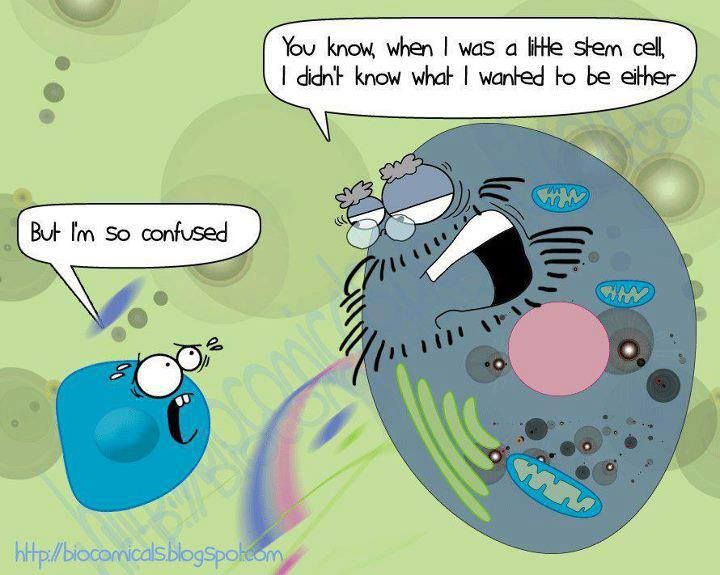 You know, when I was a little stem cell,
I didn't know what I wanted to be either
But I'm so confused
http://biocomicals.blogspot.com